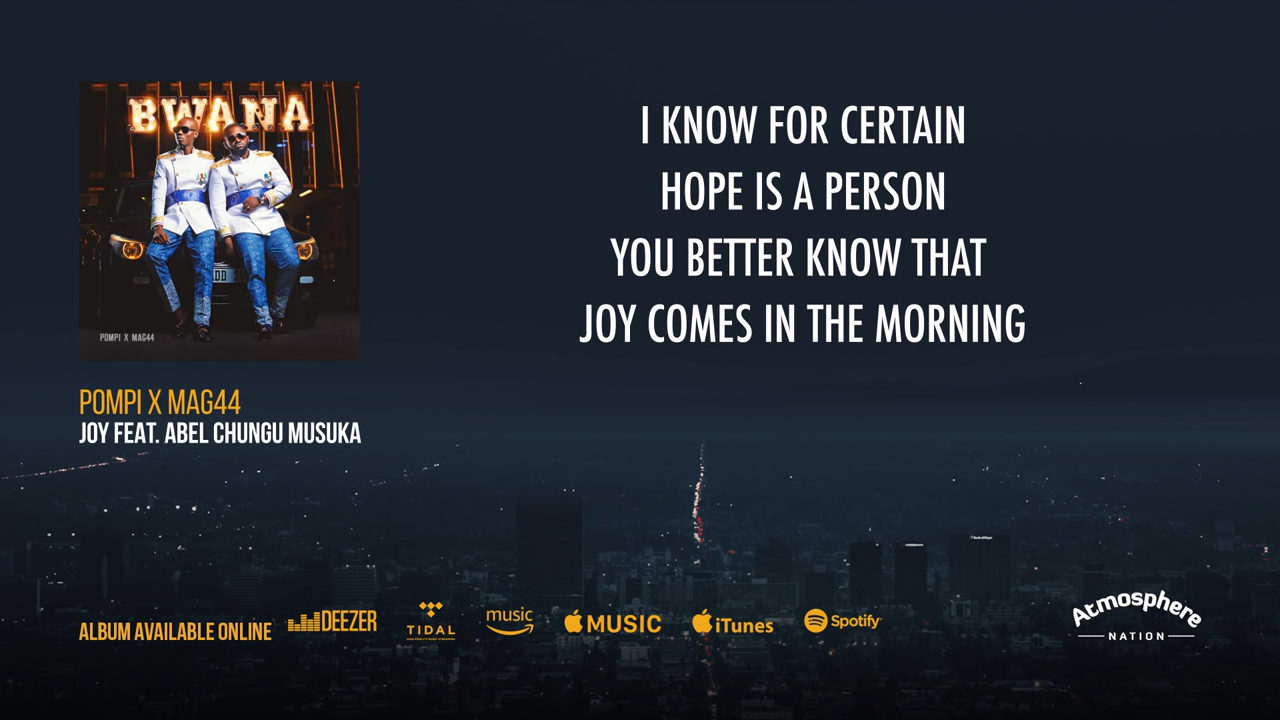 BWANA
POMPI X MAG44
POMPI X MAG44
JOY FEAT. ABEL CHUNGU MUSUKA
I KNOW FOR CERTAIN
HOPE IS A PERSON
YOU BETTER KNOW THAT
JOY COMES IN THE MORNING
ALBUM AVAILABLE ONLINE
DEEZER
TIDAL
music
MUSIC
iTunes
Spotify
Atmosphere
NATION